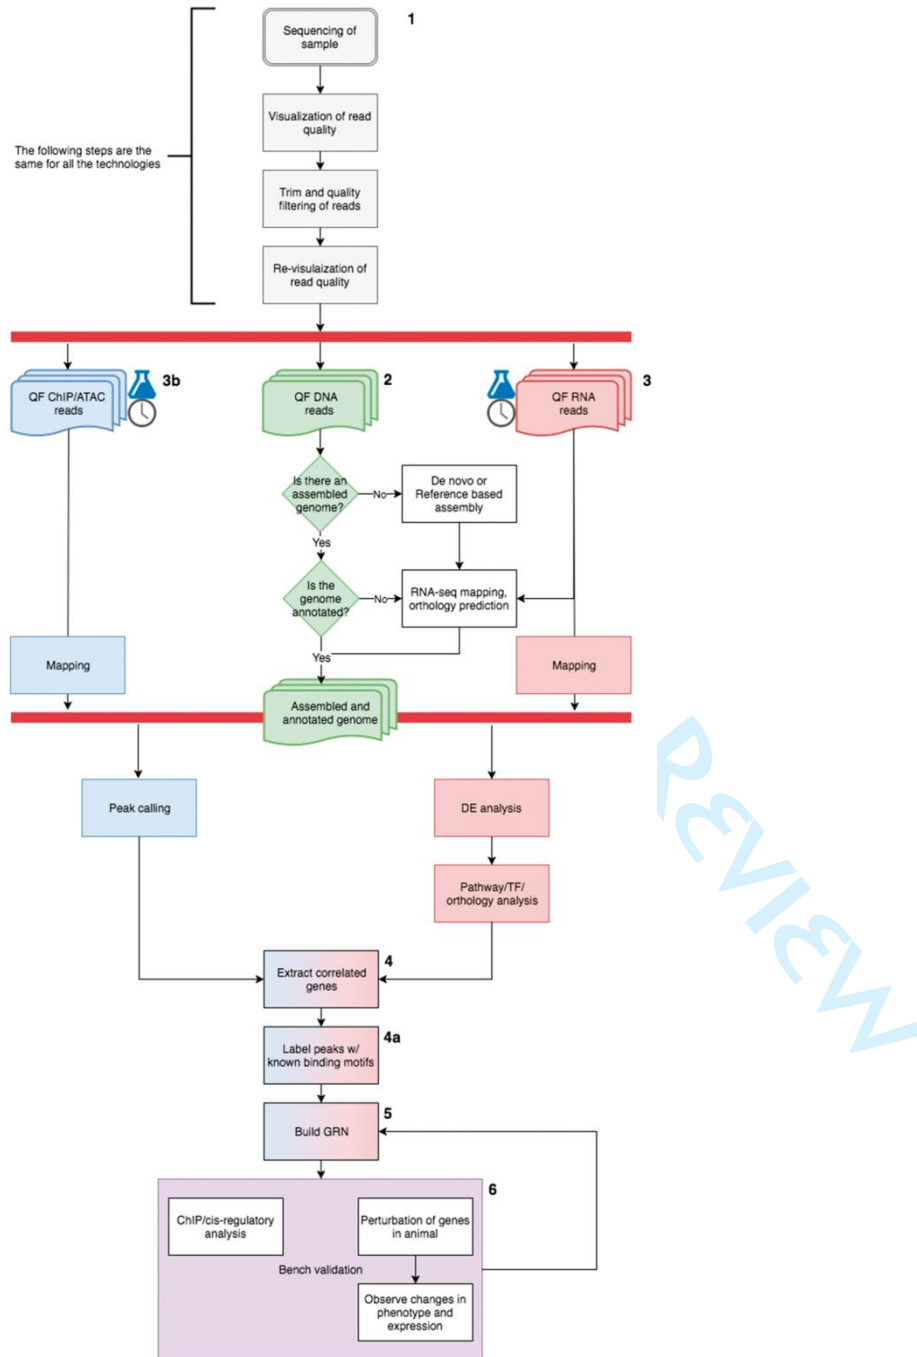 1
Sequencing of
sample
Visualization of read
quality
The following steps are the
same for all the technologies
Trim and quality
filtering of reads
Re-visulaization of
read quality
QF ChIP/ATAC
reads
3b
QF DNA
reads
2
QF RNA
reads
3
Is there an
assembled
genome?
No
De novo or
Reference based
assembly
Yes
Is the
genome
annotated?
No
RNA-seq mapping,
orthology prediction
Yes
Mapping
Mapping
Assembled and
annotated genome
Peak calling
DE analysis
Pathway/TF/
orthology analysis
Extract correlated
genes
4
Label peaks w/
known binding motifs
4a
Build GRN
5
6
ChIP/cis-regulatory
analysis
Perturbation of genes
in animal
Bench validation
Observe changes in
phenotype and
expression
REVIEW